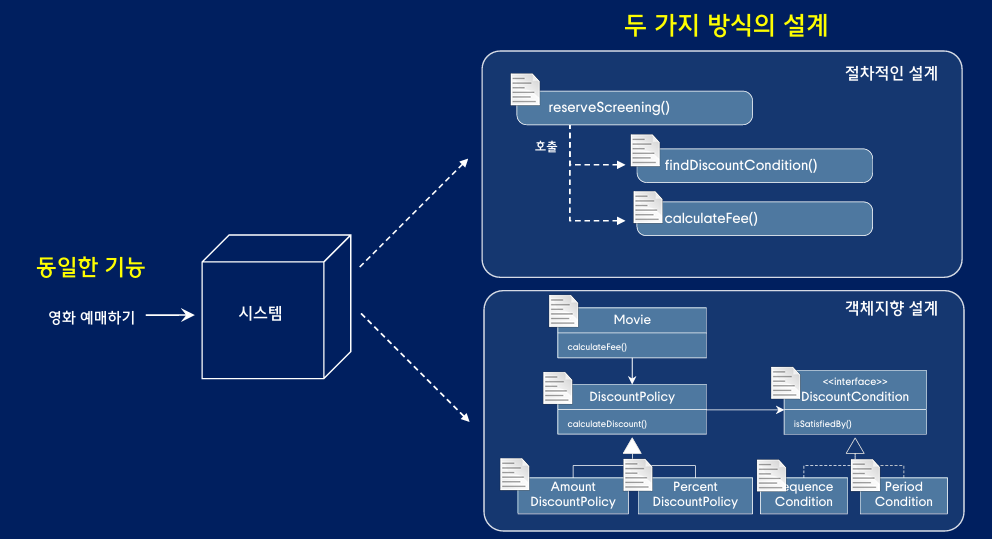 두 가지 방식의 설계
절차적인 설계
reserveScreening()
호출
findDiscountCondition()
calculateFee()
동일한 기능
영화 예매하기
시스템
객체지향 설계
Movie
calculateFee()
DiscountPolicy
calculateDiscount()
<<interface>>
DiscountCondition
isSatisfiedBy()
Amount
DiscountPolicy
Percent
DiscountPolicy
equence
Condition
Period
Condition